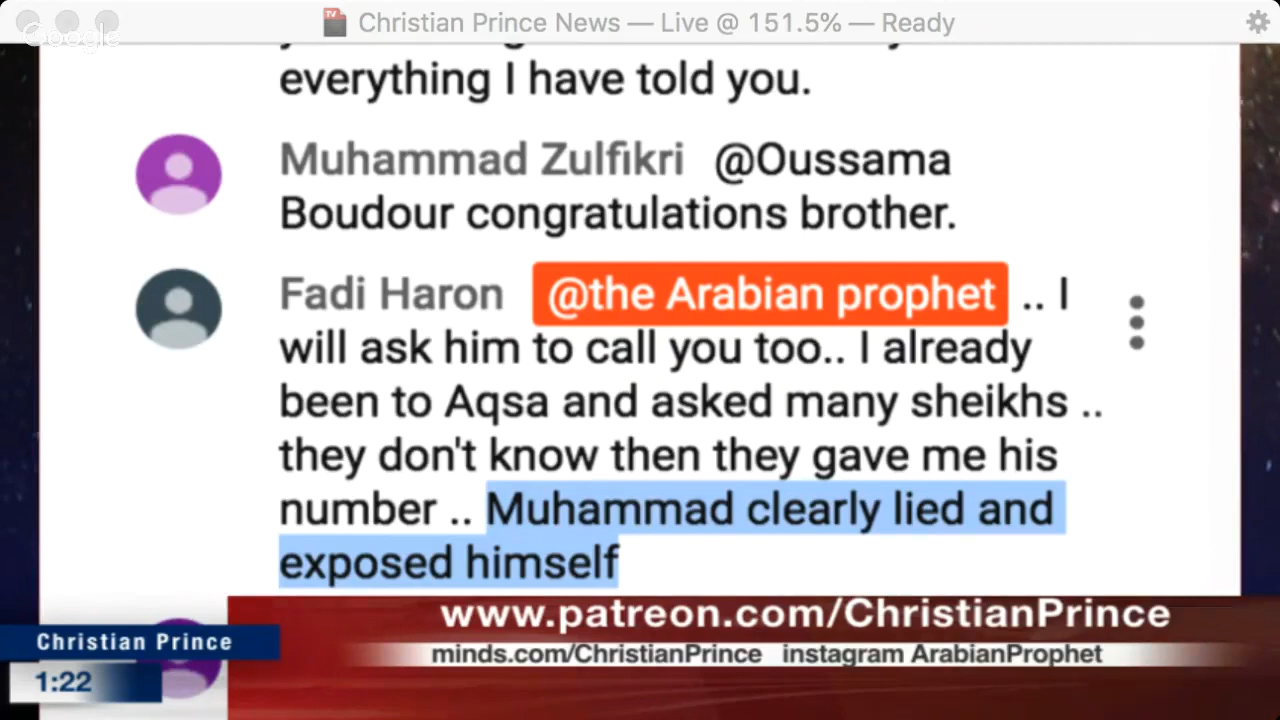 Christian Prince News — Live @ 151.5% — Ready
Google
everything I have told you.
Muhammad Zulfikri @Oussama
Boudour congratulations brother.
Fadi Haron @the Arabian prophet .. I
will ask him to call you too.. I already
been to Aqsa and asked many sheikhs ..
they don't know then they gave me his
number .. Muhammad clearly lied and
exposed himself
www.patreon.com/ChristianPrince
Christian Prince
minds.com/ChristianPrince instagram ArabianProphet
1:22